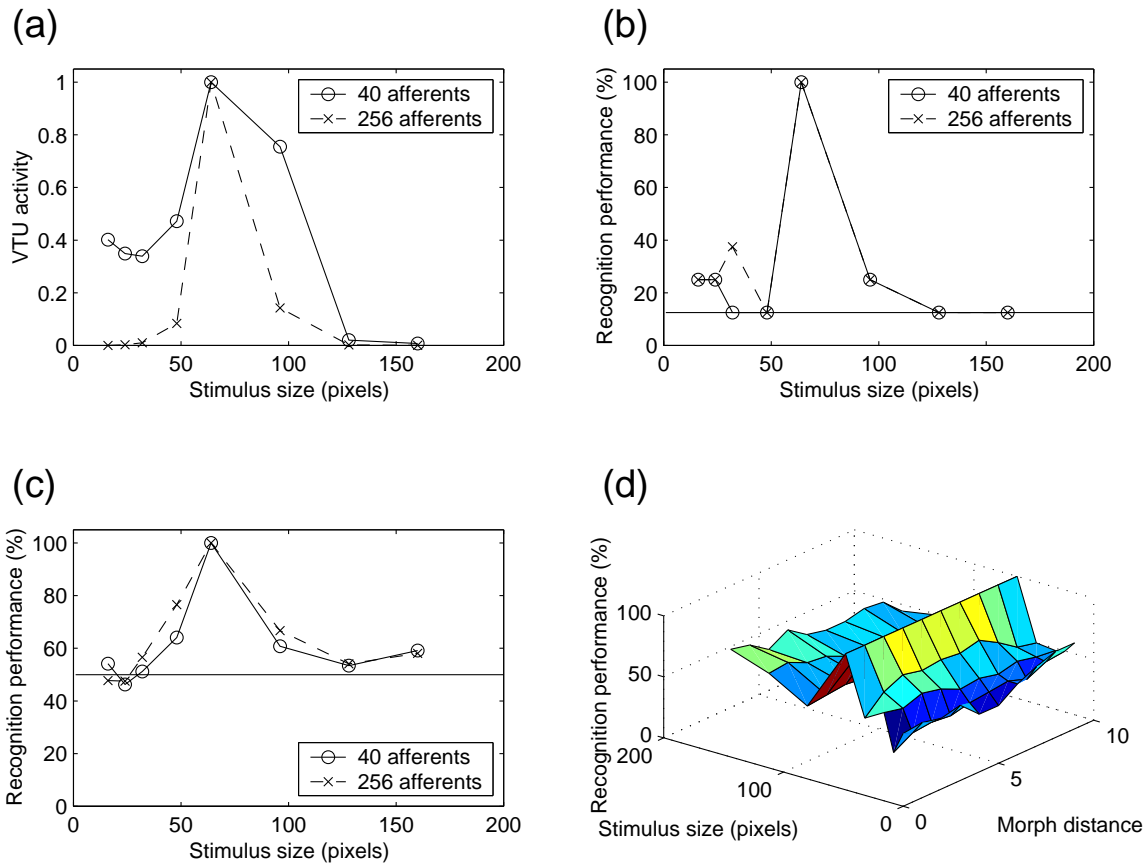 (a)
VTU activity
1
0.8
0.6
0.4
0.2
0
0 50 100 150 200
Stimulus size (pixels)
40 afferents
256 afferents
(b)
Recognition performance (%)
100
80
60
40
20
0
0 50 100 150 200
Stimulus size (pixels)
40 afferents
256 afferents
(c)
Recognition performance (%)
100
80
60
40
20
0
0 50 100 150 200
Stimulus size (pixels)
40 afferents
256 afferents
(d)
Recognition performance (%)
100
50
0
200
100
0
Stimulus size (pixels)
0
5
10
Morph distance